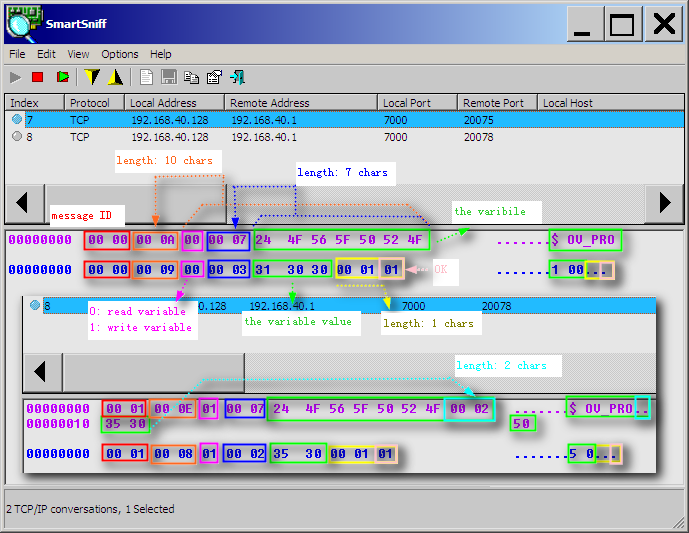 SmartSniff
File Edit View Options Help
Index Protocol Local Address Remote Address Local Port Remote Port Local Host
7 TCP 192.168.40.128 192.168.40.1 7000 20075
8 TCP 192.168.40.128 192.168.40.1 7000 20078
length: 10 chars
length: 7 chars
message ID
the varibile
00000000 00 00 00 0A 00 00 07 24 4F 56 5F 50 52 4F .......$ OV_PRO
00000000 00 00 00 09 00 00 03 31 30 30 00 01 01 .......1 00...
OK
8 0.128 192.168.40.1 7000 20078
0: read variable
1: write variable
the variable value
length: 1 chars
length: 2 chars
00000000 00 01 00 0E 01 00 07 24 4F 56 5F 50 52 4F 00 02 .......$ OV_PRO..
00000010 35 30 50
00000000 00 01 00 08 01 00 02 35 30 00 01 01 .......5 0...
2 TCP/IP conversations, 1 Selected